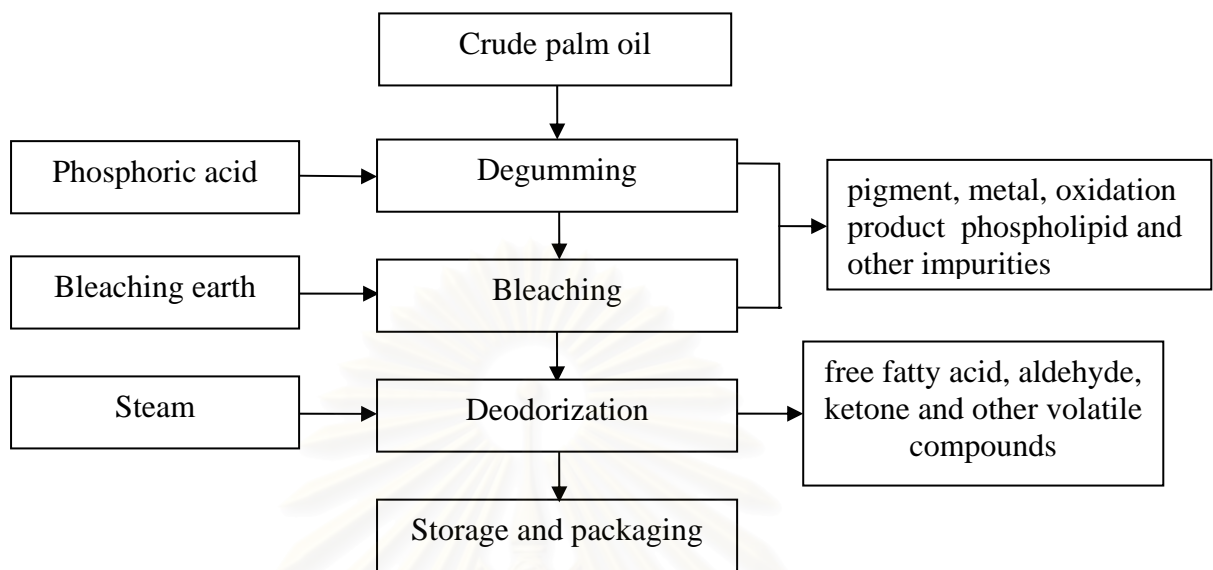 Crude palm oil
Phosphoric acid
Degumming
pigment, metal, oxidation
product phospholipid and
other impurities
Bleaching earth
Bleaching
Steam
Deodorization
free fatty acid, aldehyde,
ketone and other volatile
compounds
Storage and packaging